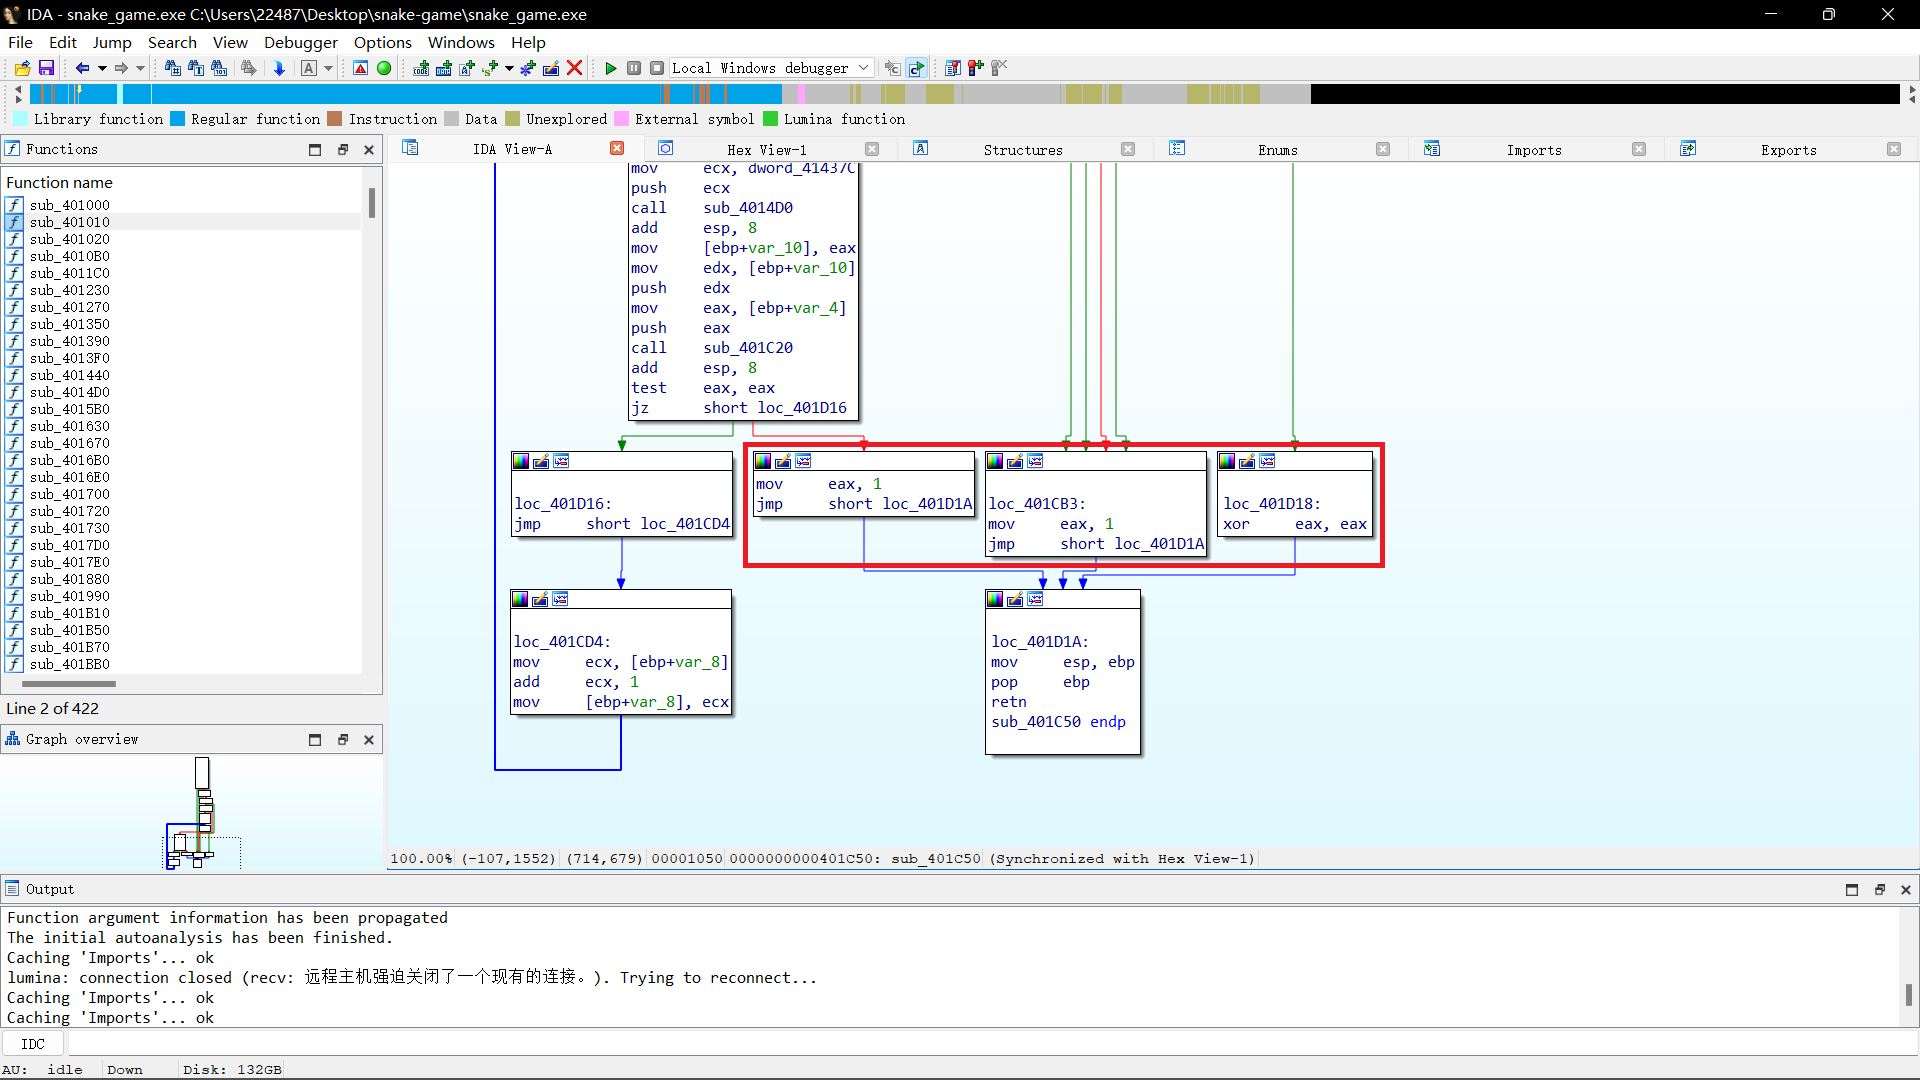 IDA - snake_game.exe C:\Users\22487\Desktop\snake-game\snake_game.exe
File Edit Jump Search View Debugger Options Windows Help
Local Windows debugger
Library function Regular function Instruction Data Unexplored External symbol Lumina function
Functions
IDA View-A
Hex View-1
Structures
Enums
Imports
Exports
Function name
sub_401000
sub_401010
sub_401020
sub_4010B0
sub_4011C0
sub_401230
sub_401270
sub_401350
sub_401390
sub_4013F0
sub_401440
sub_4014D0
sub_4015B0
sub_401630
sub_401670
sub_4016B0
sub_4016E0
sub_401700
sub_401720
sub_401730
sub_4017D0
sub_4017E0
sub_401880
sub_401990
sub_401B10
sub_401B50
sub_401B70
sub_401BB0
Line 2 of 422
Graph overview
mov ecx, dword_41437C
push ecx
call sub_4014D0
add esp, 8
mov [ebp+var_10], eax
mov edx, [ebp+var_10]
push edx
mov eax, [ebp+var_4]
push eax
call sub_401C20
add esp, 8
test eax, eax
jz short loc_401D16
loc_401D16:
jmp short loc_401CD4
mov eax, 1
jmp short loc_401D1A
loc_401CB3:
mov eax, 1
jmp short loc_401D1A
loc_401D18:
xor eax, eax
loc_401CD4:
mov ecx, [ebp+var_8]
add ecx, 1
mov [ebp+var_8], ecx
loc_401D1A:
mov esp, ebp
pop ebp
retn
sub_401C50 endp
100.00% (-107,1552) (714,679) 00001050 0000000000401C50: sub_401C50 (Synchronized with Hex View-1)
Output
Function argument information has been propagated
The initial autoanalysis has been finished.
Caching 'Imports'... ok
lumina: connection closed (recv: 远程主机强迫关闭了一个现有的连接。). Trying to reconnect...
Caching 'Imports'... ok
Caching 'Imports'... ok
IDC
AU: idle Down Disk: 132GB